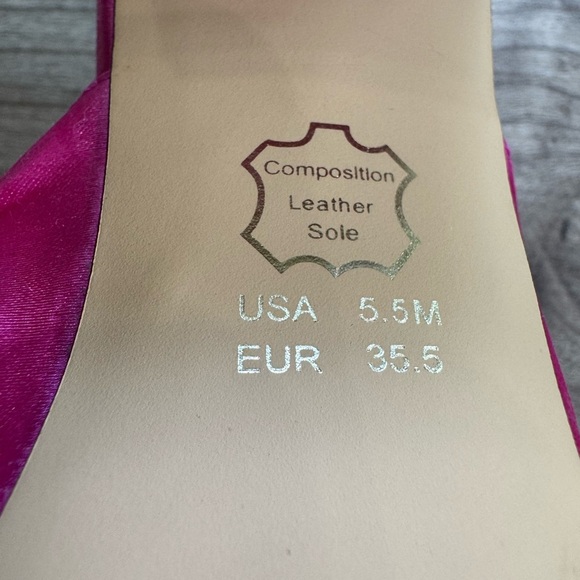 Composition
Leather
Sole
USA 5.5M
EUR 35.5